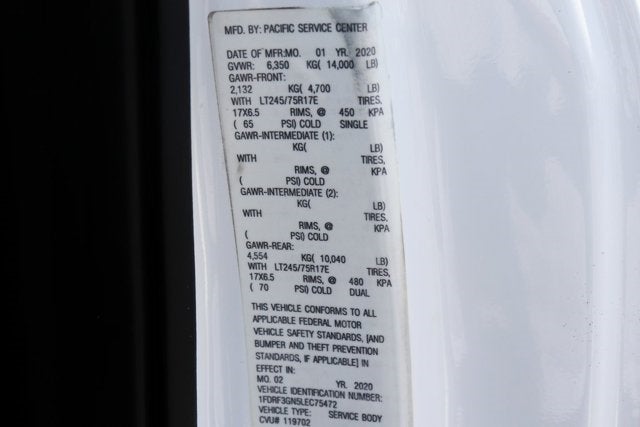 MFD. BY: PACIFIC SERVICE CENTER
DATE OF MFR:MO. 01 YR. 2020
GVWR: 6,350 KG( 14,000 LB)
GAWR-FRONT:
2,132 KG( 4,700 LB)
WITH LT245/75R17E TIRES,
17X6.5 RIMS, @ 450 KPA
( 65 PSI) COLD SINGLE
GAWR-INTERMEDIATE (1):
KG( LB)
WITH TIRES,
RIMS, @ KPA
( PSI) COLD
GAWR-INTERMEDIATE (2):
KG( LB)
WITH TIRES,
RIMS, @ KPA
( PSI) COLD
GAWR-REAR:
4,554 KG( 10,040 LB)
WITH LT245/75R17E TIRES,
17X6.5 RIMS, @ 480 KPA
( 70 PSI) COLD DUAL
THIS VEHICLE CONFORMS TO ALL
APPLICABLE FEDERAL MOTOR
VEHICLE SAFETY STANDARDS, [AND
BUMPER AND THEFT PREVENTION
STANDARDS, IF APPLICABLE] IN
EFFECT IN:
MO. 02 YR. 2020
VEHICLE IDENTIFICATION NUMBER:
1FDRF3GN5LEC75472
VEHICLE TYPE: SERVICE BODY
CVU# 119702